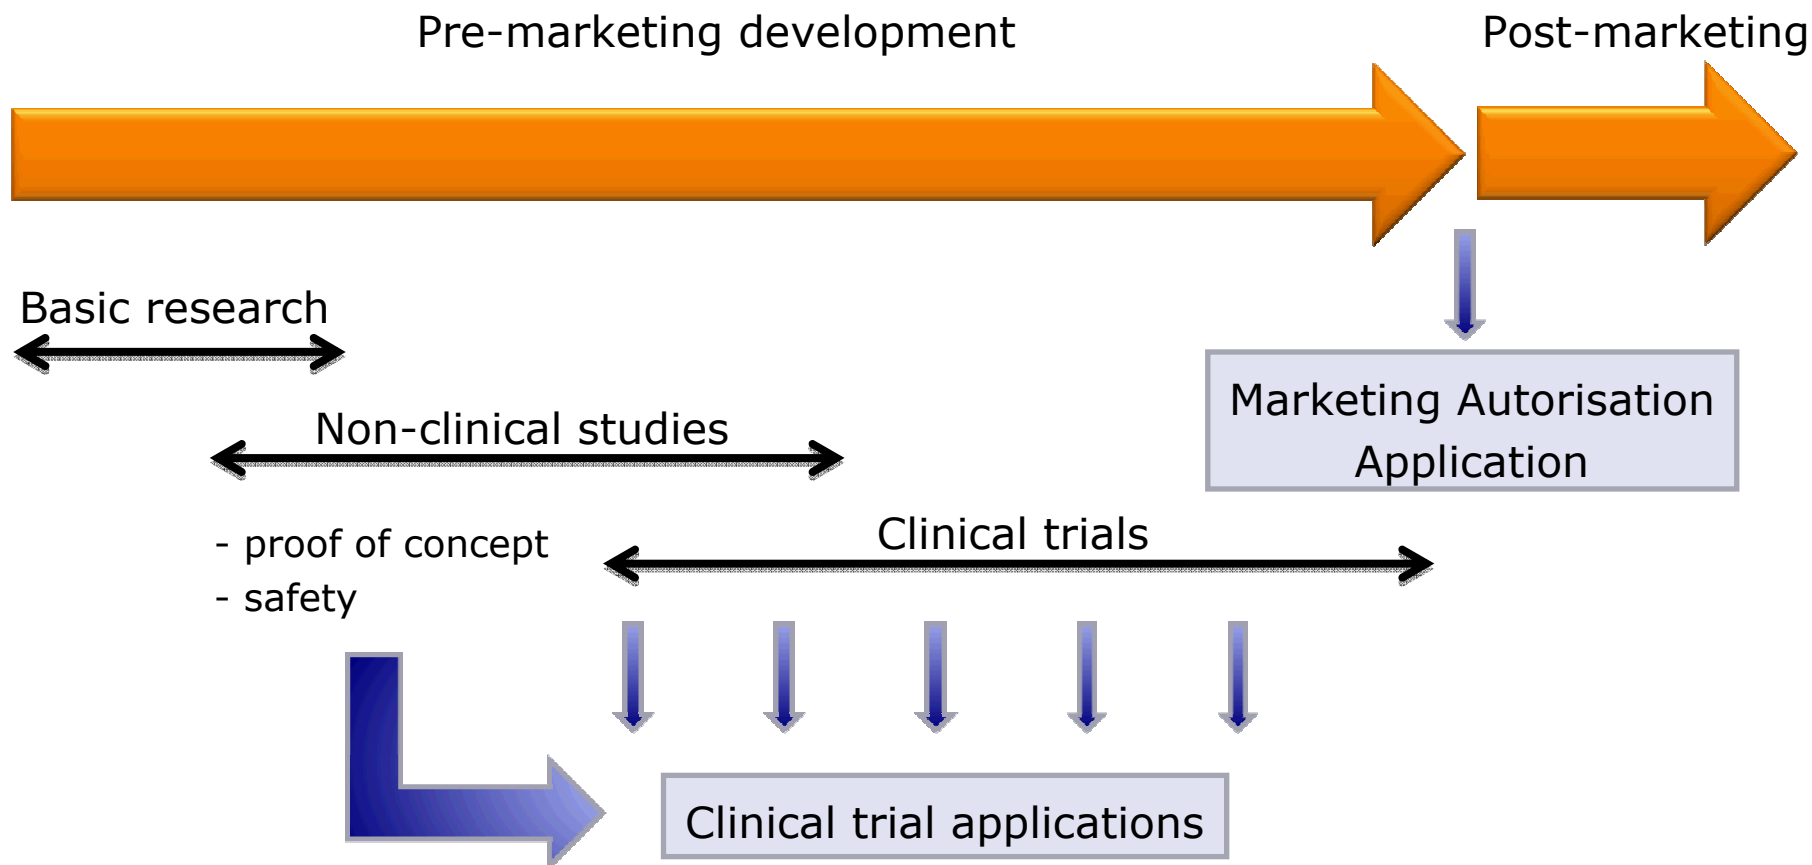 Pre-marketing development
Post-marketing
Basic research
Non-clinical studies
- proof of concept
- safety
Clinical trials
Marketing Autorisation
Application
Clinical trial applications